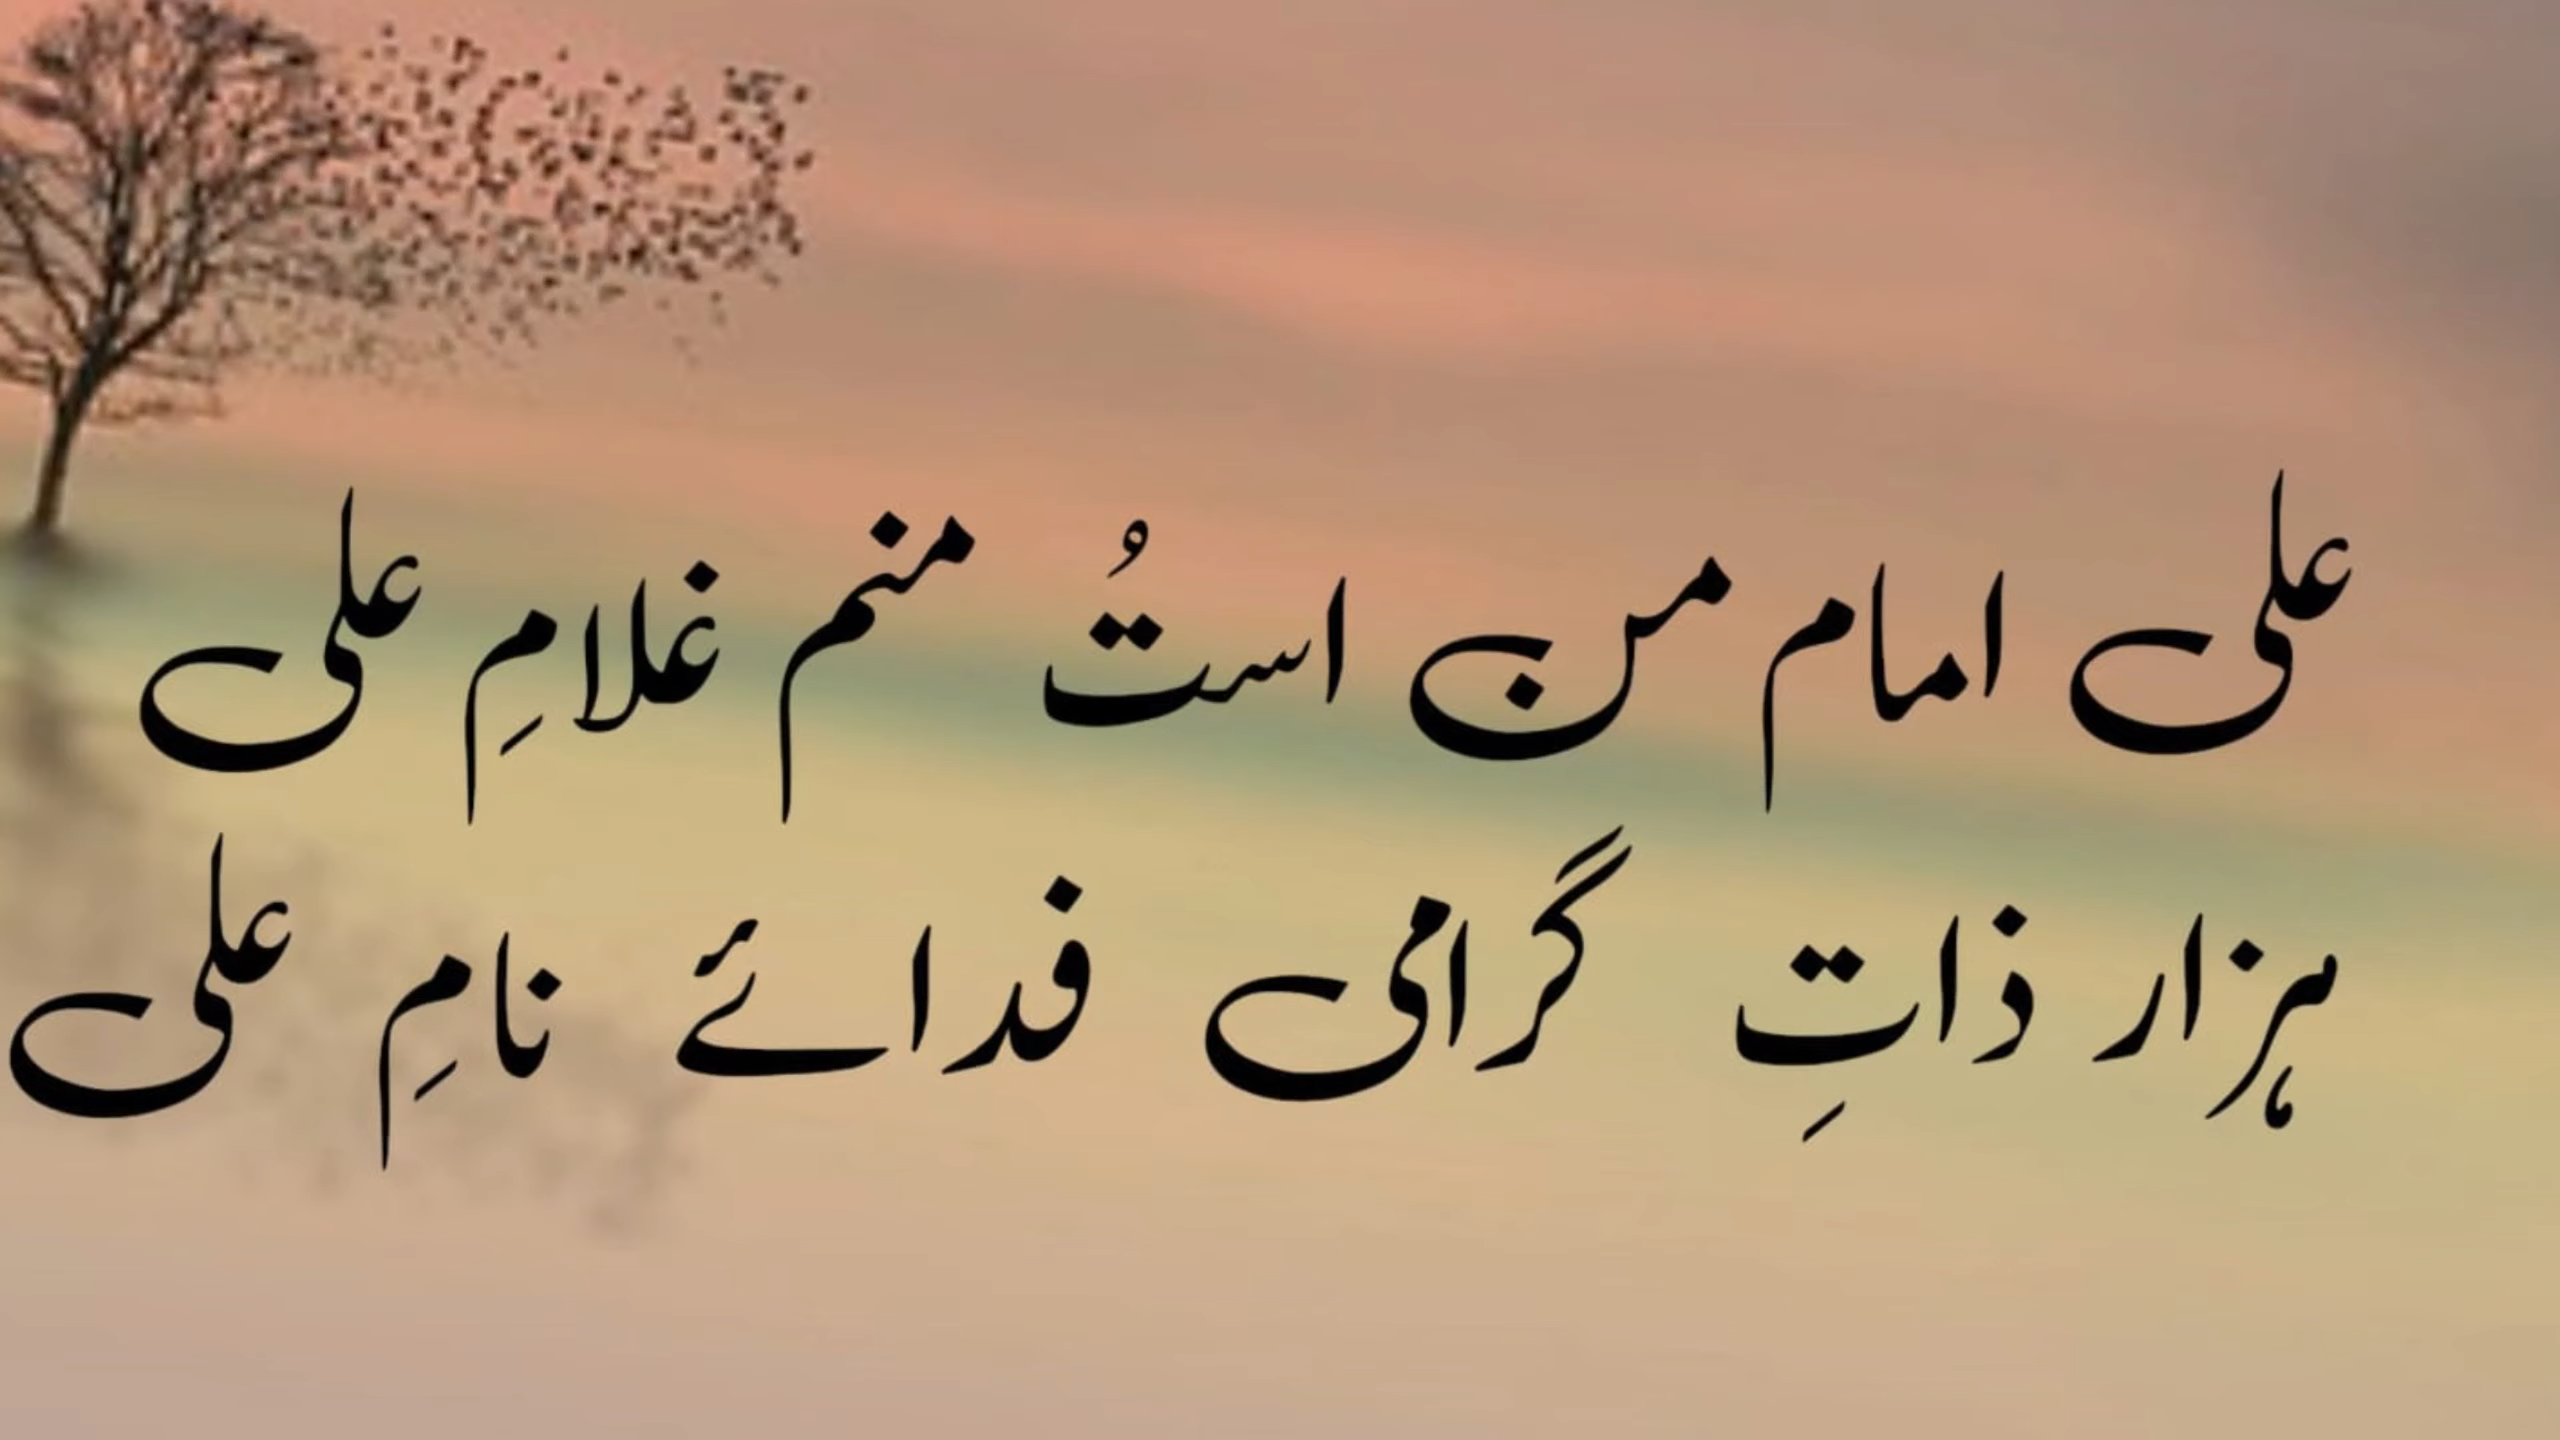 علی امام من استُ منم غلامِ علی
ہزار ذاتِ گرامی فدائے نامِ علی